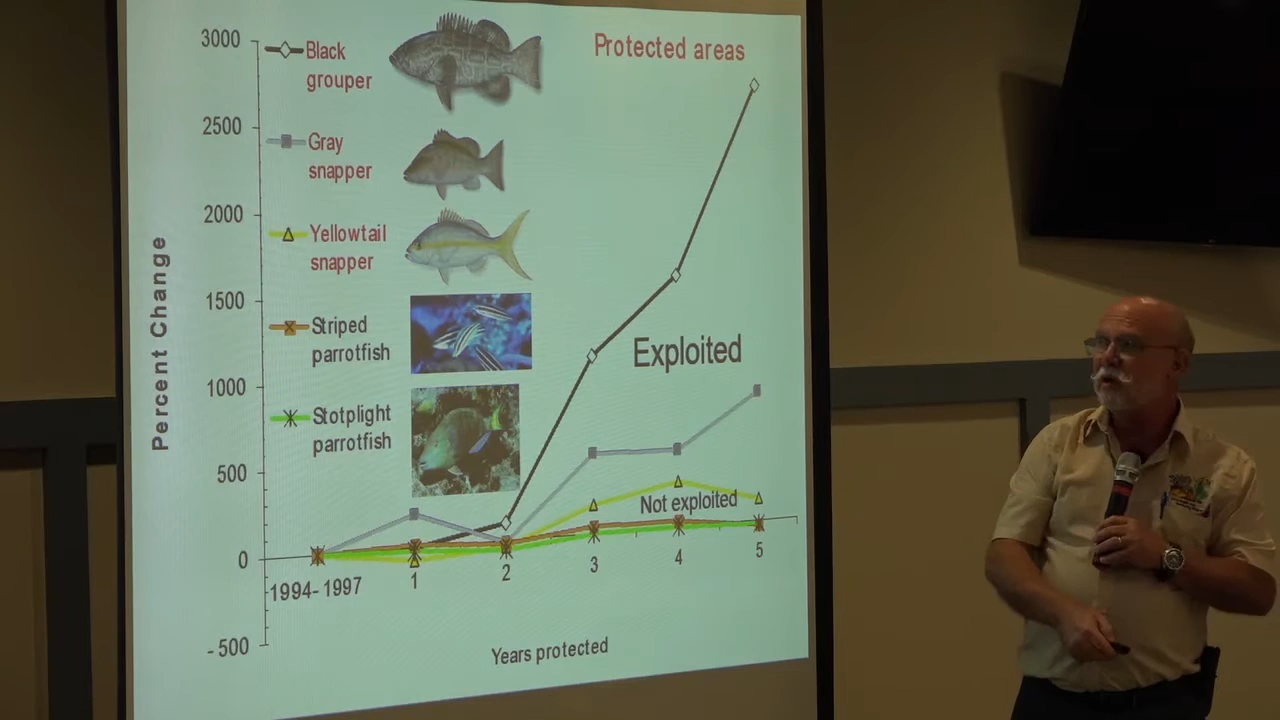 Protected areas
3000
2500
2000
1500
1000
500
0
- 500
Percent Change
Black
grouper
Gray
snapper
Yellowtail
snapper
Striped
parrotfish
Stotplight
parrotfish
Exploited
Not exploited
1994- 1997
1
2
3
4
5
Years protected